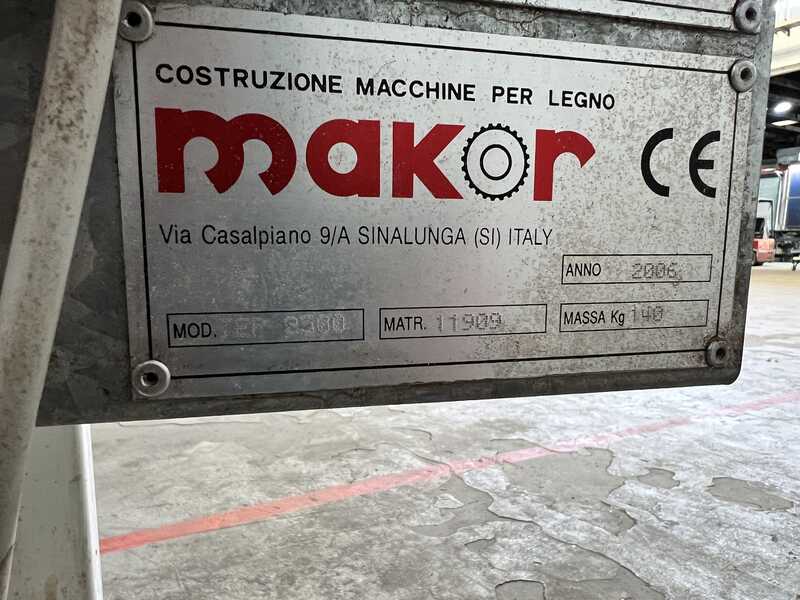 COSTRUZIONE MACCHINE PER LEGNO
makor CE
Via Casalpiano 9/A SINALUNGA (SI) ITALY
ANNO 2006
MOD. MATR. 11909 MASSA Kg 140